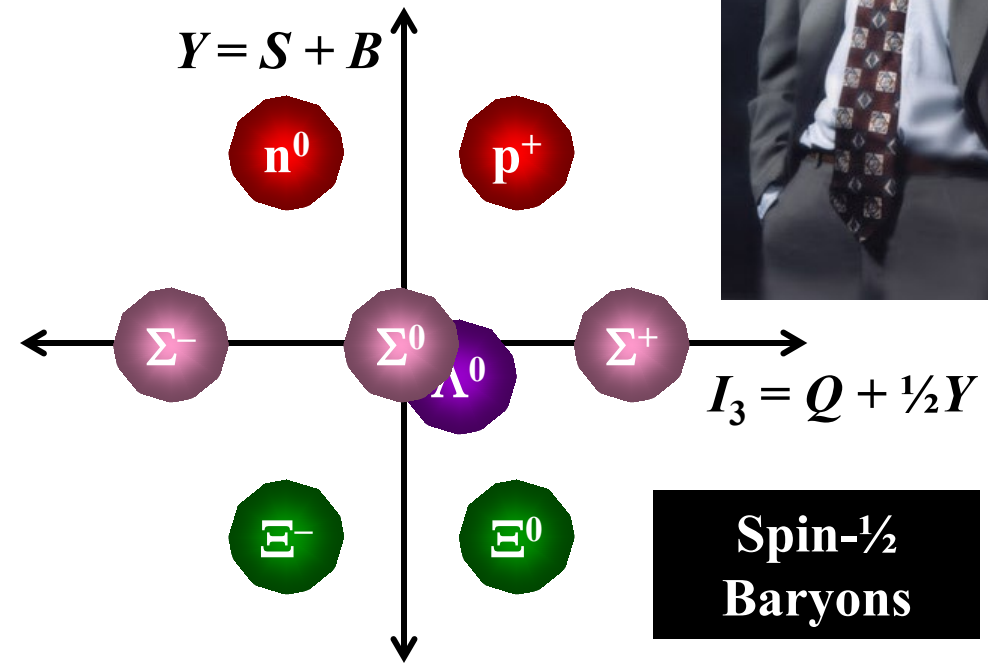 Y = S + B
n⁰
p⁺
Σ⁻
Σ⁰
Σ⁺
Λ⁰
I₃ = Q + ½Y
Ξ⁻
Ξ⁰
Spin-½
Baryons